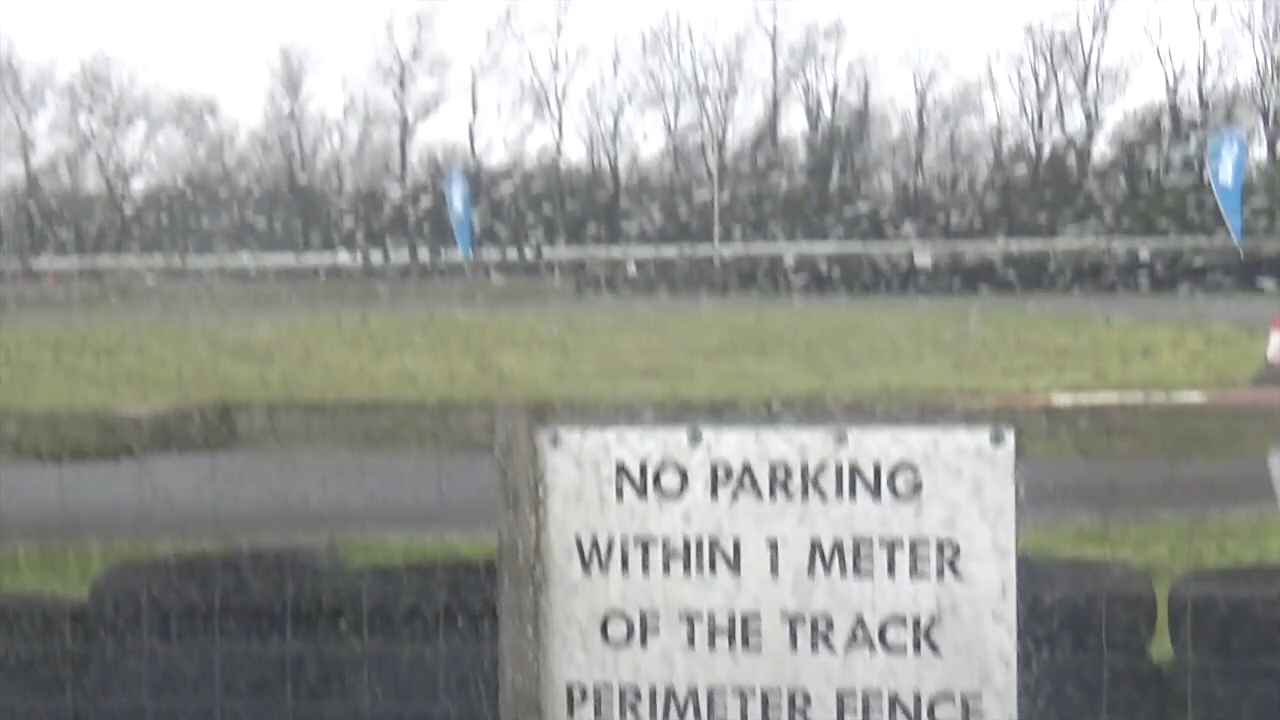 NO PARKING
WITHIN 1 METER
OF THE TRACK
PERIMETER FENCE